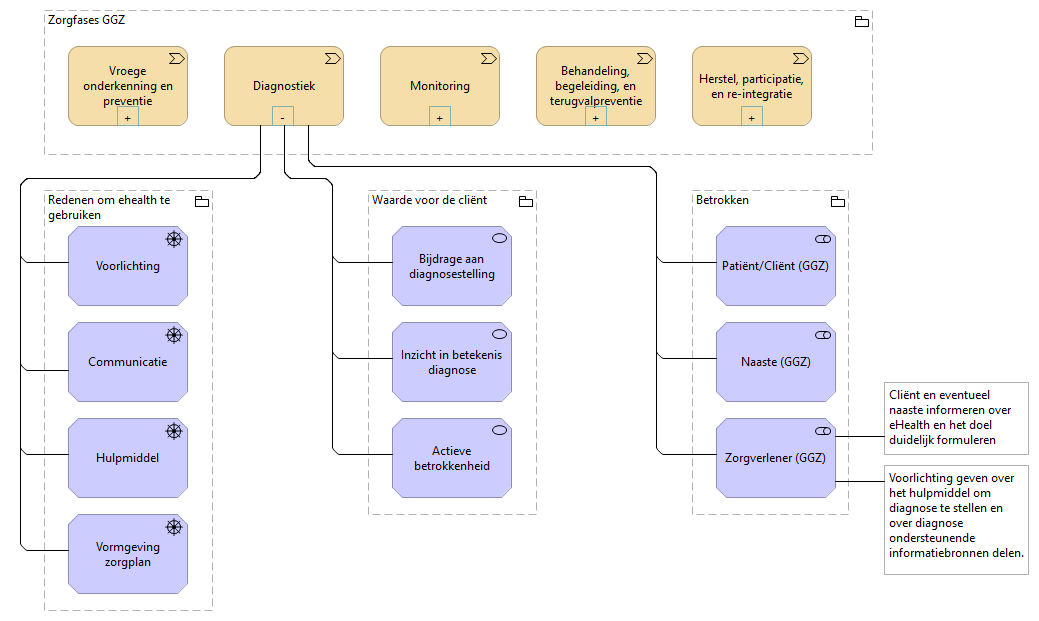 Zorgfases GGZ
Vroege
onderkenning en
preventie
+
Diagnostiek
-
Monitoring
+
Behandeling,
begeleiding, en
terugvalpreventie
+
Herstel, participatie,
en re-integratie
+
Redenen om ehealth te
gebruiken
Voorlichting
Communicatie
Hulpmiddel
Vormgeving
zorgplan
Waarde voor de cliënt
Bijdrage aan
diagnosestelling
Inzicht in betekenis
diagnose
Actieve
betrokkenheid
Betrokken
Patiënt/Cliënt (GGZ)
Naaste (GGZ)
Zorgverlener (GGZ)
Cliënt en eventueel
naaste informeren over
eHealth en het doel
duidelijk formuleren
Voorlichting geven over
het hulpmiddel om
diagnose te stellen en
over diagnose
ondersteunende
informatiebronnen delen.